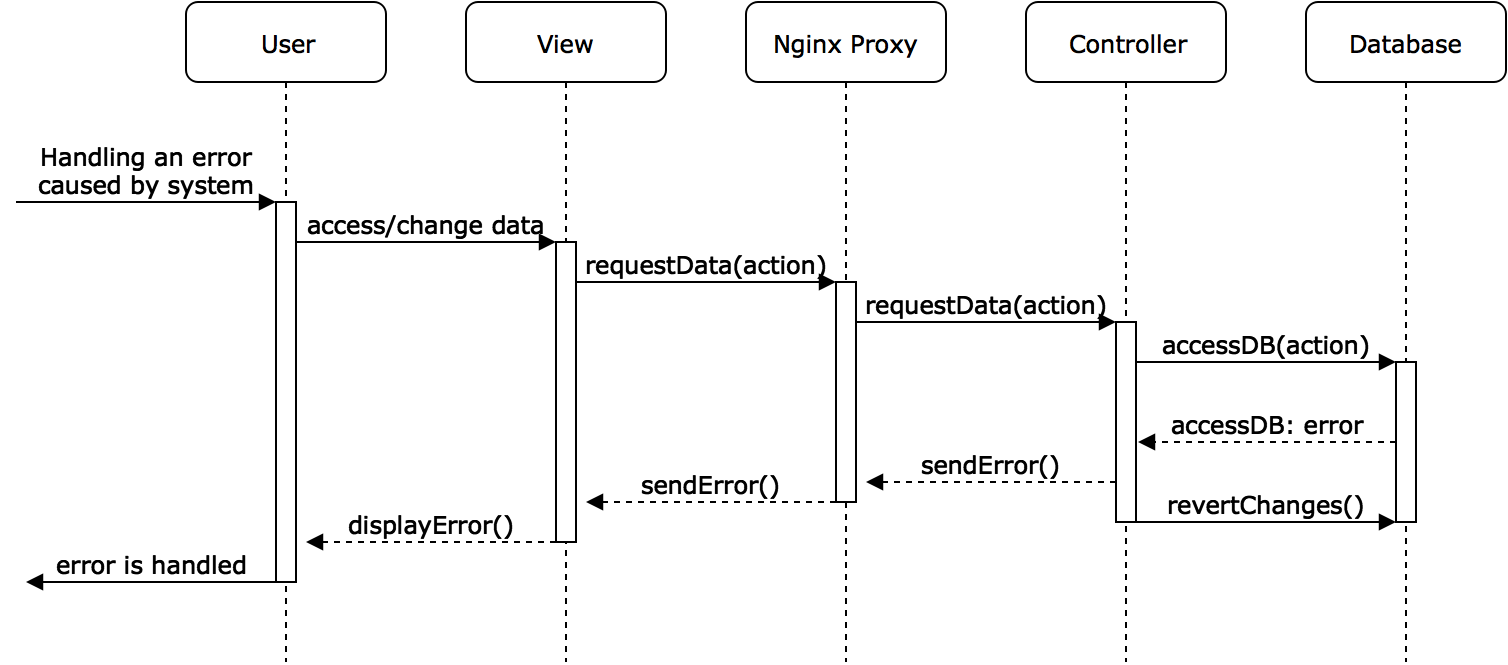 User
View
Nginx Proxy
Controller
Database
Handling an error
caused by system
access/change data
requestData(action)
requestData(action)
accessDB(action)
accessDB: error
sendError()
sendError()
revertChanges()
displayError()
error is handled